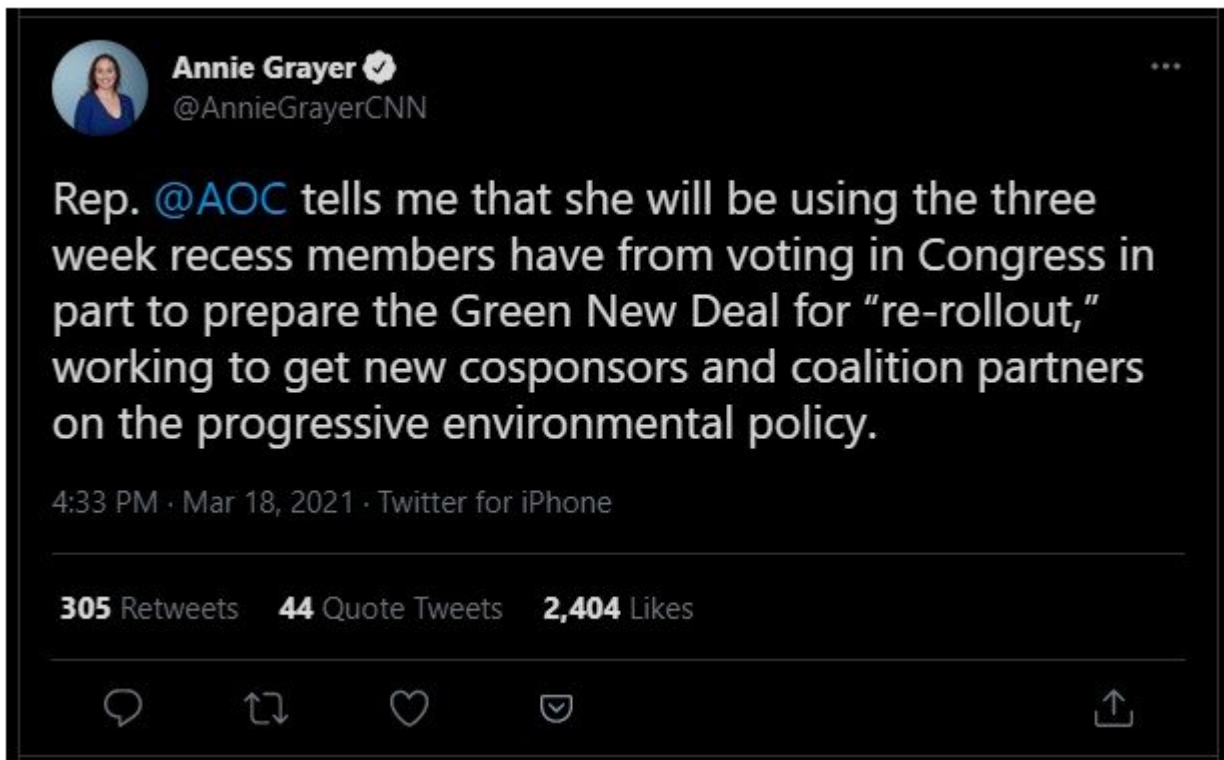 Annie Grayer
@AnnieGrayerCNN
Rep. @AOC tells me that she will be using the three
week recess members have from voting in Congress in
part to prepare the Green New Deal for “re-rollout,”
working to get new cosponsors and coalition partners
on the progressive environmental policy.
4:33 PM · Mar 18, 2021 · Twitter for iPhone
305 Retweets 44 Quote Tweets 2,404 Likes